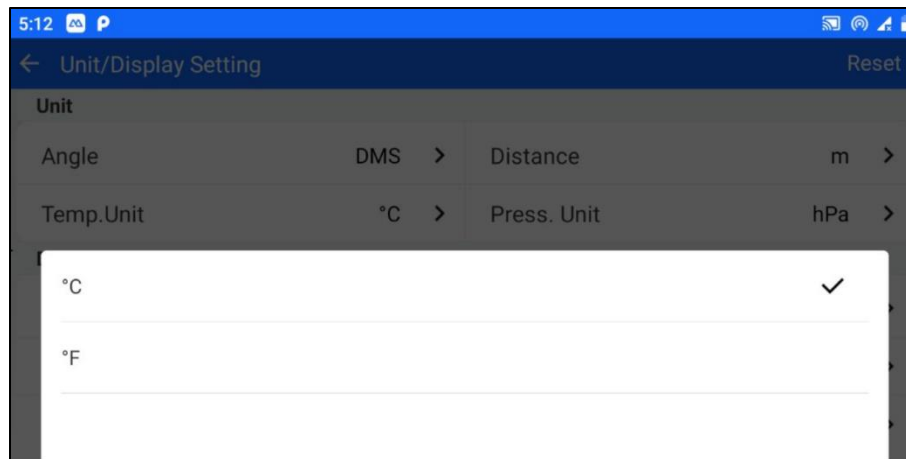 5:12
Unit/Display Setting Reset
Unit
Angle DMS Distance m
Temp.Unit °C Press. Unit hPa
°C
°F